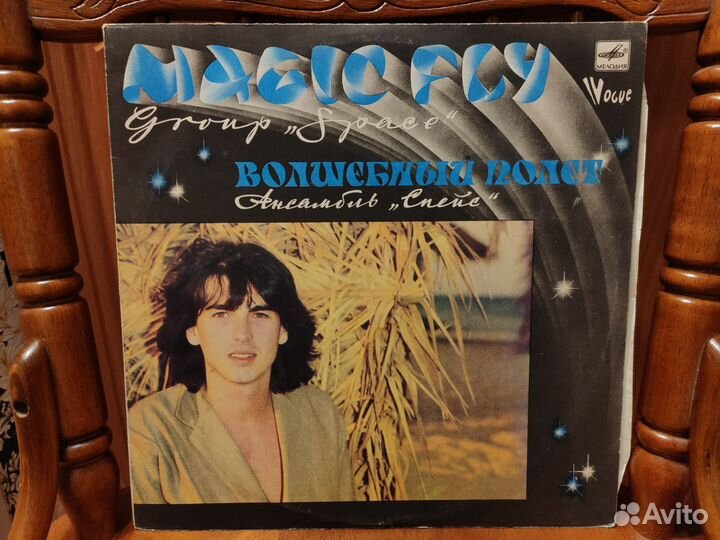 MAGIC FLY
МЕЛОДИЯ
Vogue
Group „Space“
ВОЛШЕБНЫЙ ПОЛЕТ
Ансамбль „Спейс“
Avito